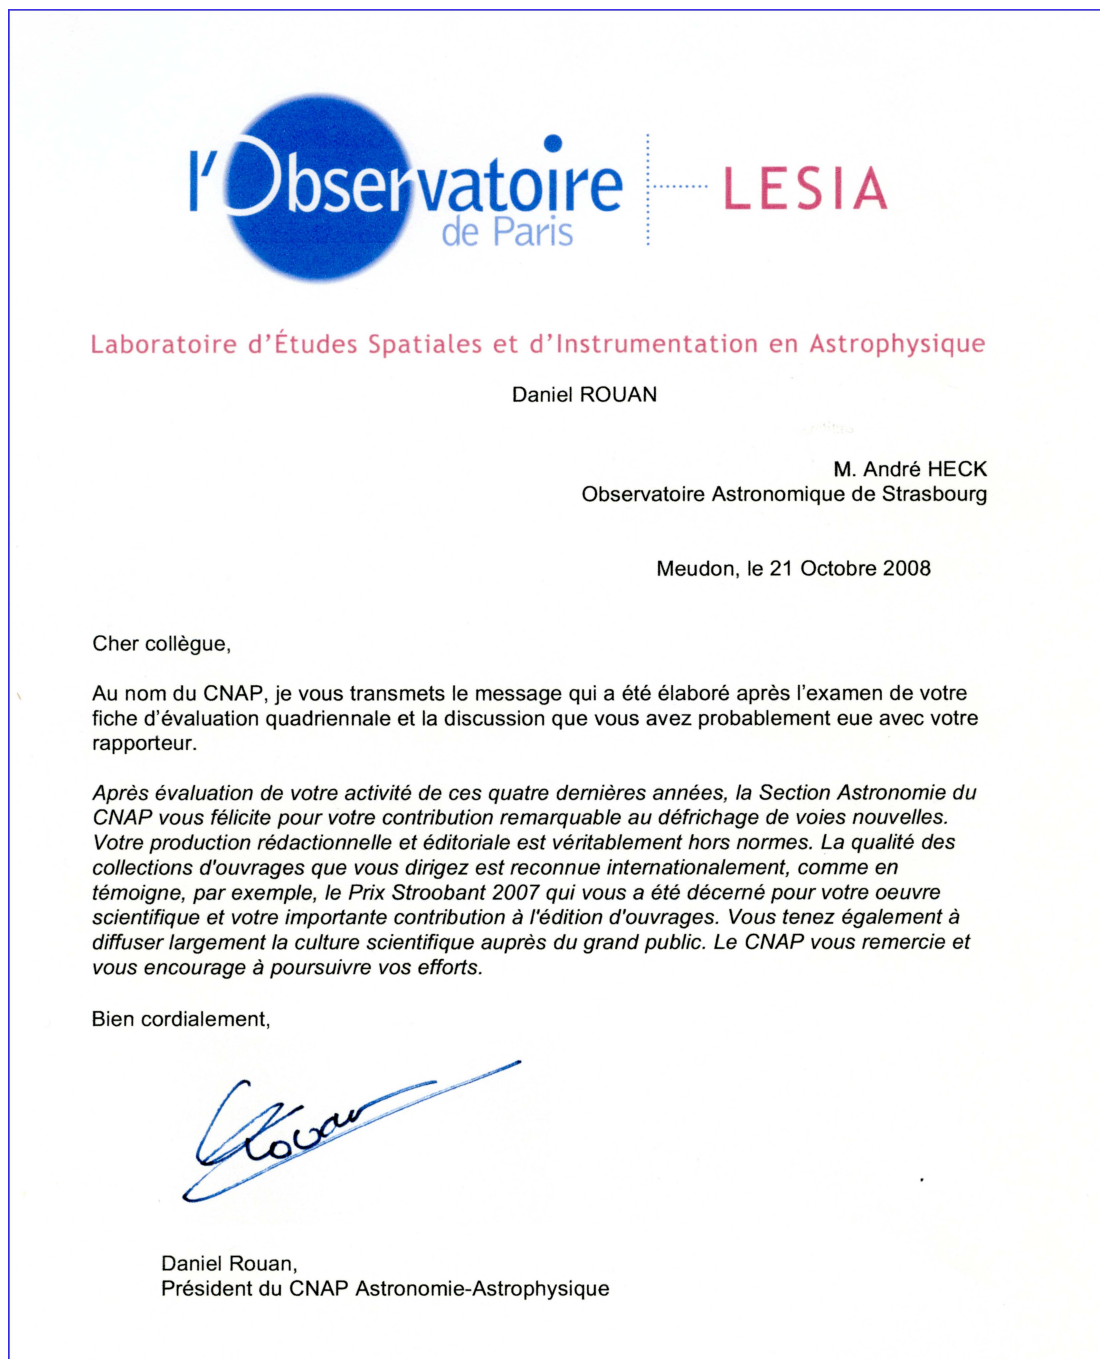 l'Observatoire
de Paris
LESIA
Laboratoire d'Études Spatiales et d'Instrumentation en Astrophysique
Daniel ROUAN
M. André HECK
Observatoire Astronomique de Strasbourg
Meudon, le 21 Octobre 2008
Cher collègue,
Au nom du CNAP, je vous transmets le message qui a été élaboré après l'examen de votre
fiche d'évaluation quadriennale et la discussion que vous avez probablement eue avec votre
rapporteur.
Après évaluation de votre activité de ces quatre dernières années, la Section Astronomie du
CNAP vous félicite pour votre contribution remarquable au défrichage de voies nouvelles.
Votre production rédactionnelle et éditoriale est véritablement hors normes. La qualité des
collections d'ouvrages que vous dirigez est reconnue internationalement, comme en
témoigne, par exemple, le Prix Stroobant 2007 qui vous a été décerné pour votre oeuvre
scientifique et votre importante contribution à l'édition d'ouvrages. Vous tenez également à
diffuser largement la culture scientifique auprès du grand public. Le CNAP vous remercie et
vous encourage à poursuivre vos efforts.
Bien cordialement,
Rouan
Daniel Rouan,
Président du CNAP Astronomie-Astrophysique